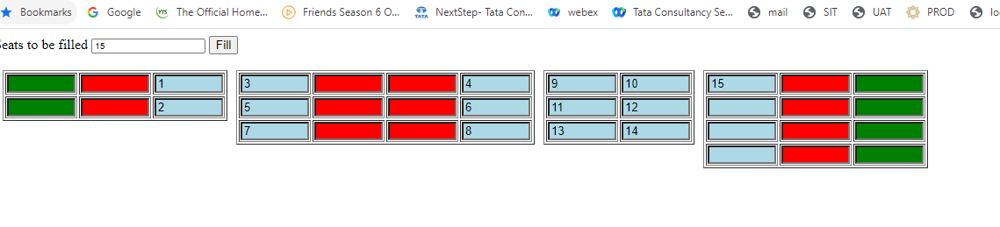 Bookmarks Google The Official Home... Friends Season 6 O... NextStep- Tata Con... webex Tata Consultancy Se... mail SIT UAT PROD lo
Seats to be filled 15 Fill
1 3 4 9 10 15
2 5 6 11 12
7 8 13 14